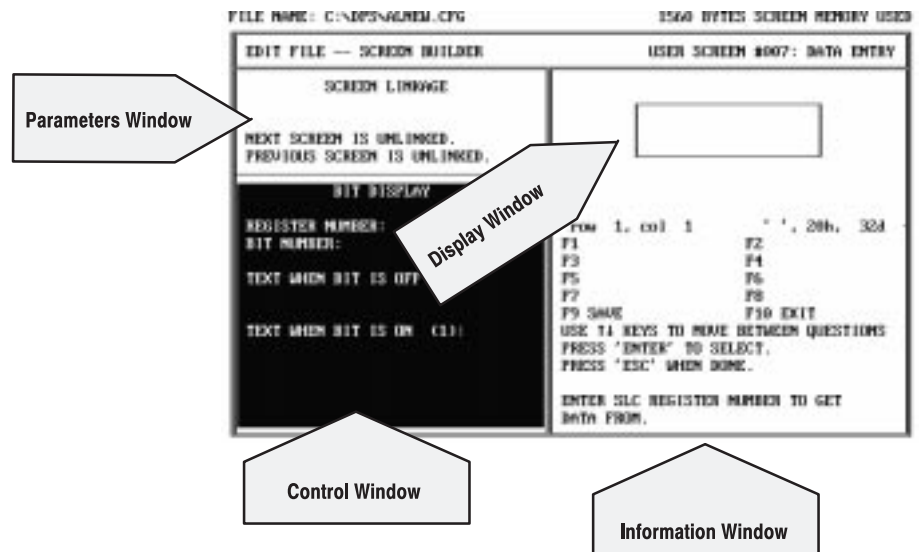 FILE NAME: C:\DPS\ALNEW.CFG 1560 BYTES SCREEN MEMORY USED
EDIT FILE -- SCREEN BUILDER USER SCREEN #007: DATA ENTRY
SCREEN LINKAGE
Parameters Window
NEXT SCREEN IS UNLINKED.
PREVIOUS SCREEN IS UNLINKED.
BIT DISPLAY
Display Window
REGISTER NUMBER:
BIT NUMBER:
TEXT WHEN BIT IS OFF
TEXT WHEN BIT IS ON (1):
row 1, col 1 ' ', 20h, 32d
F1 F2
F3 F4
F5 F6
F7 F8
F9 SAVE F10 EXIT
USE ↑↓ KEYS TO MOVE BETWEEN QUESTIONS
PRESS 'ENTER' TO SELECT.
PRESS 'ESC' WHEN DONE.
ENTER SLC REGISTER NUMBER TO GET
DATA FROM.
Control Window
Information Window